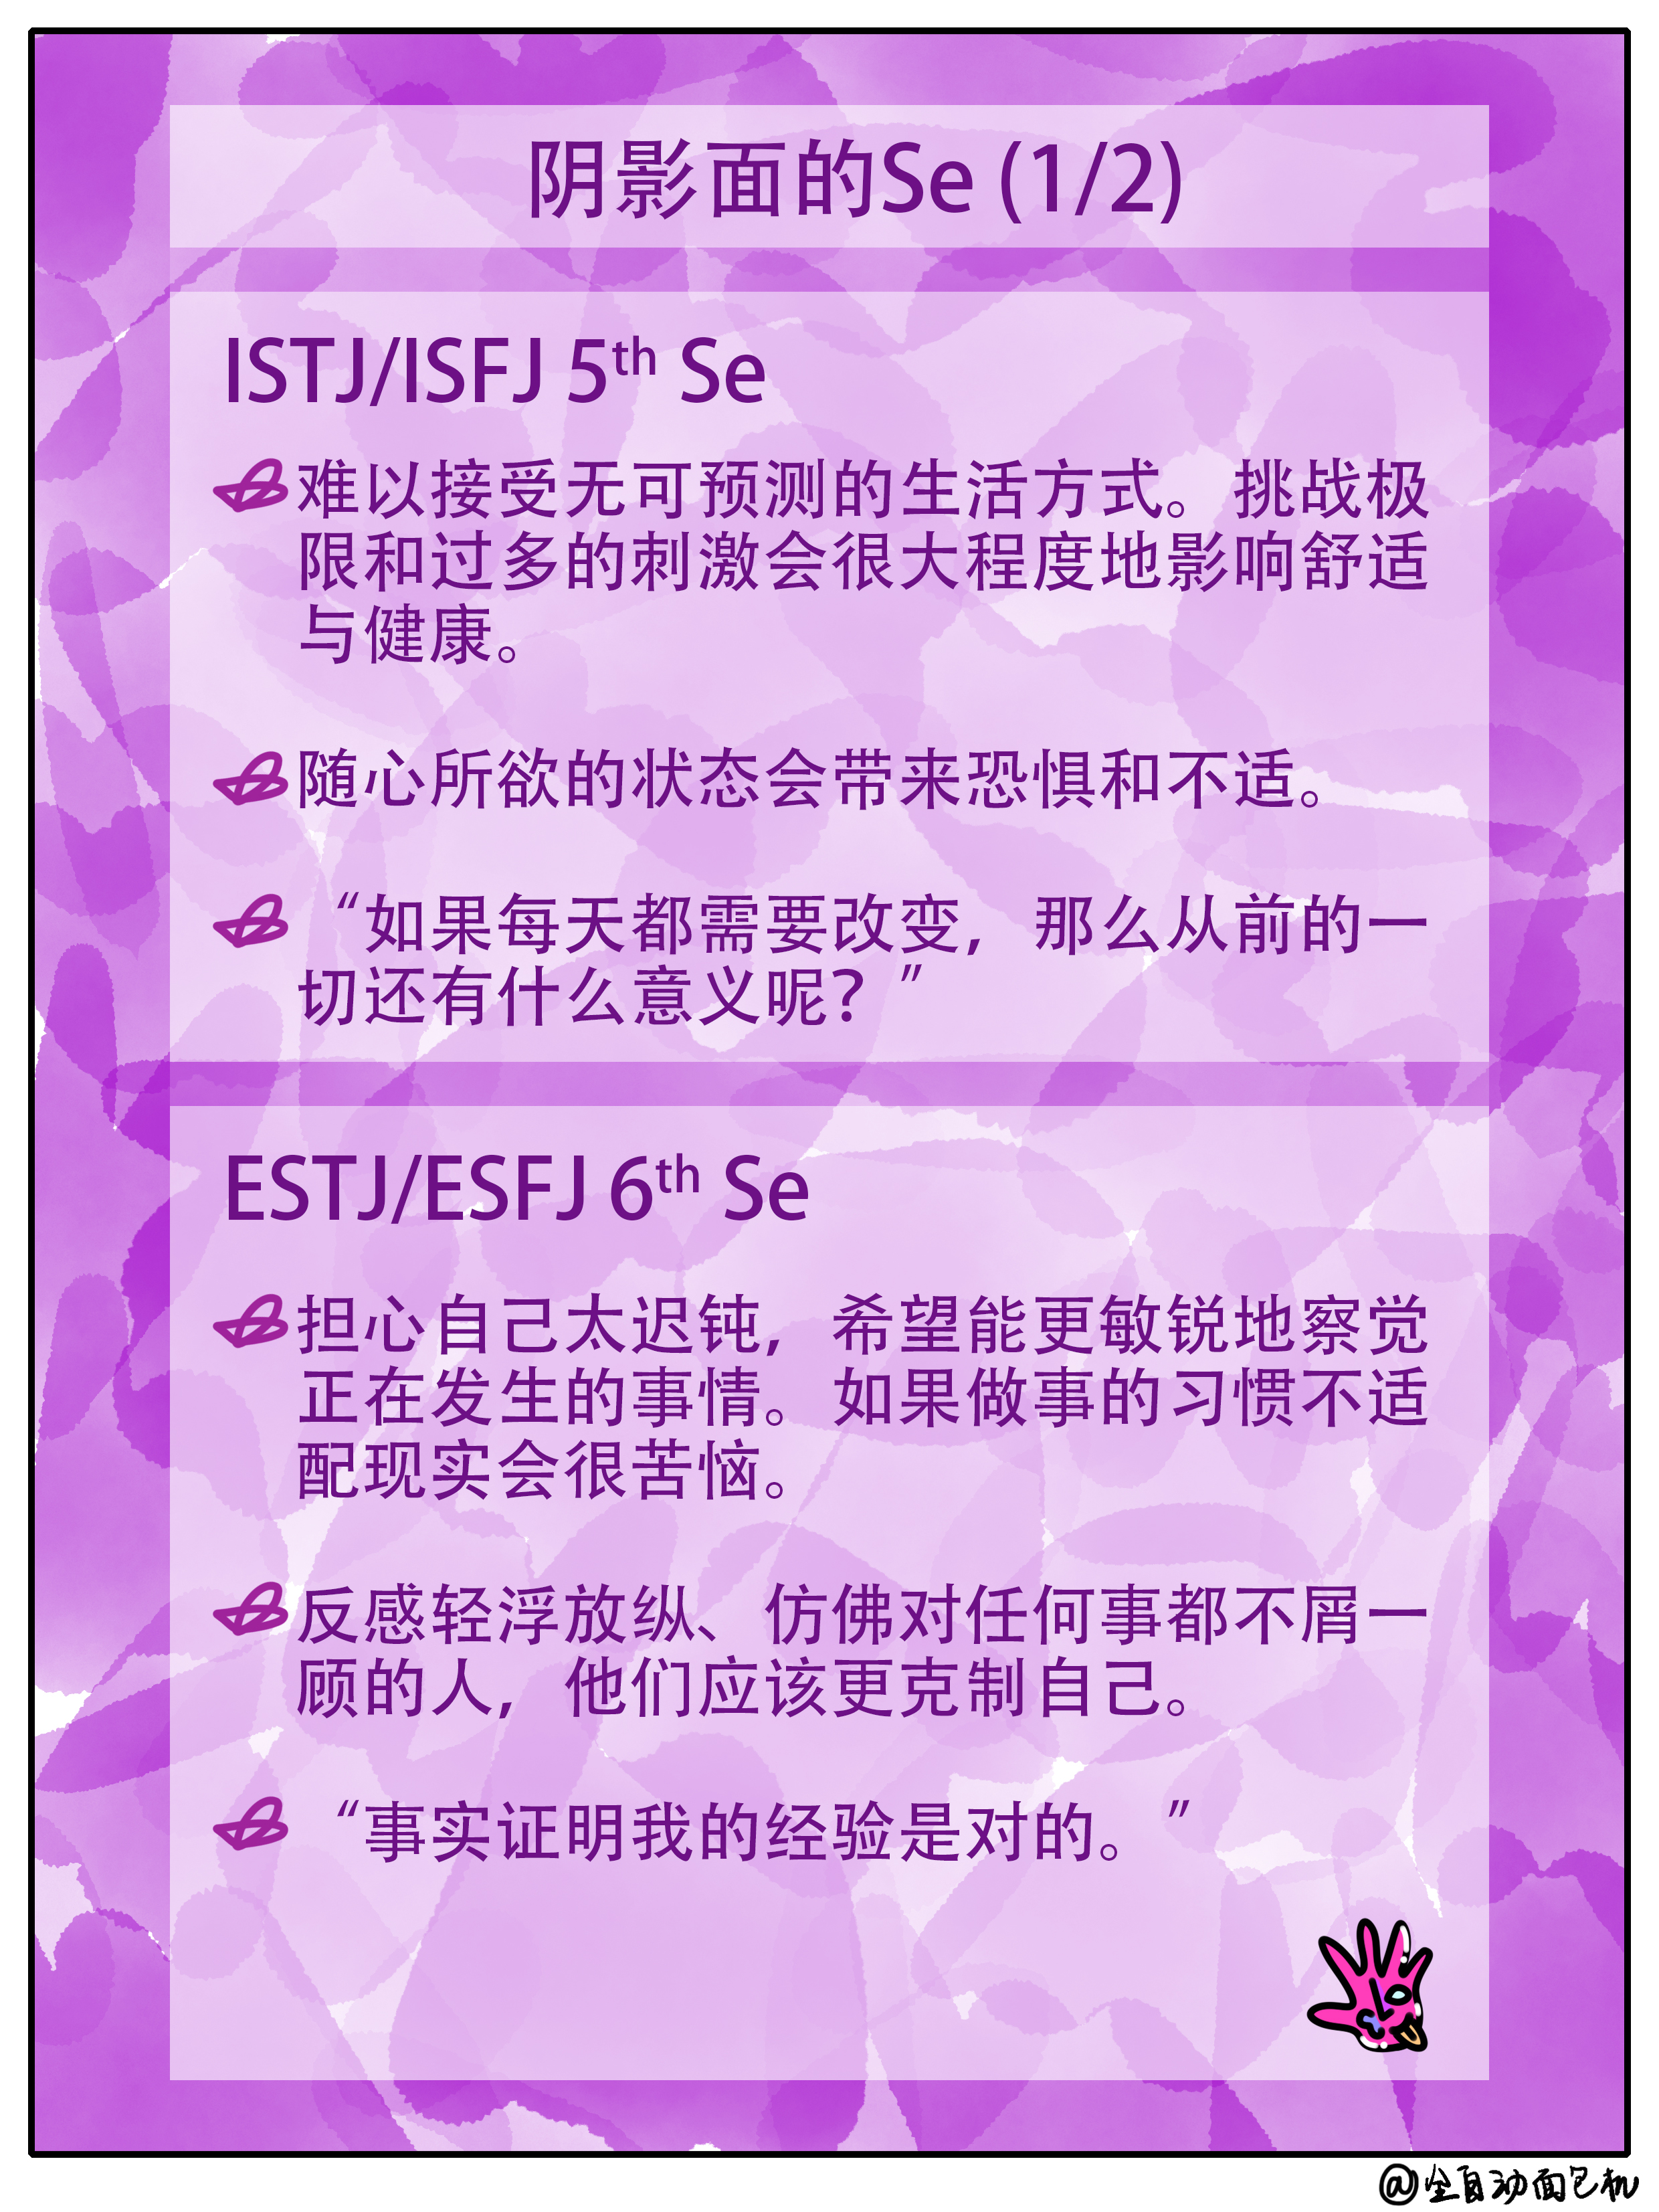 阴影面的Se (1/2)
ISTJ/ISFJ 5th Se
难以接受无可预测的生活方式。挑战极
限和过多的刺激会很大程度地影响舒适
与健康。
随心所欲的状态会带来恐惧和不适。
“如果每天都需要改变，那么从前的一
切还有什么意义呢？”
ESTJ/ESFJ 6th Se
担心自己太迟钝，希望能更敏锐地察觉
正在发生的事情。如果做事的习惯不适
配现实会很苦恼。
反感轻浮放纵、仿佛对任何事都不屑一
顾的人，他们应该更克制自己。
“事实证明我的经验是对的。”
@全自动面包机